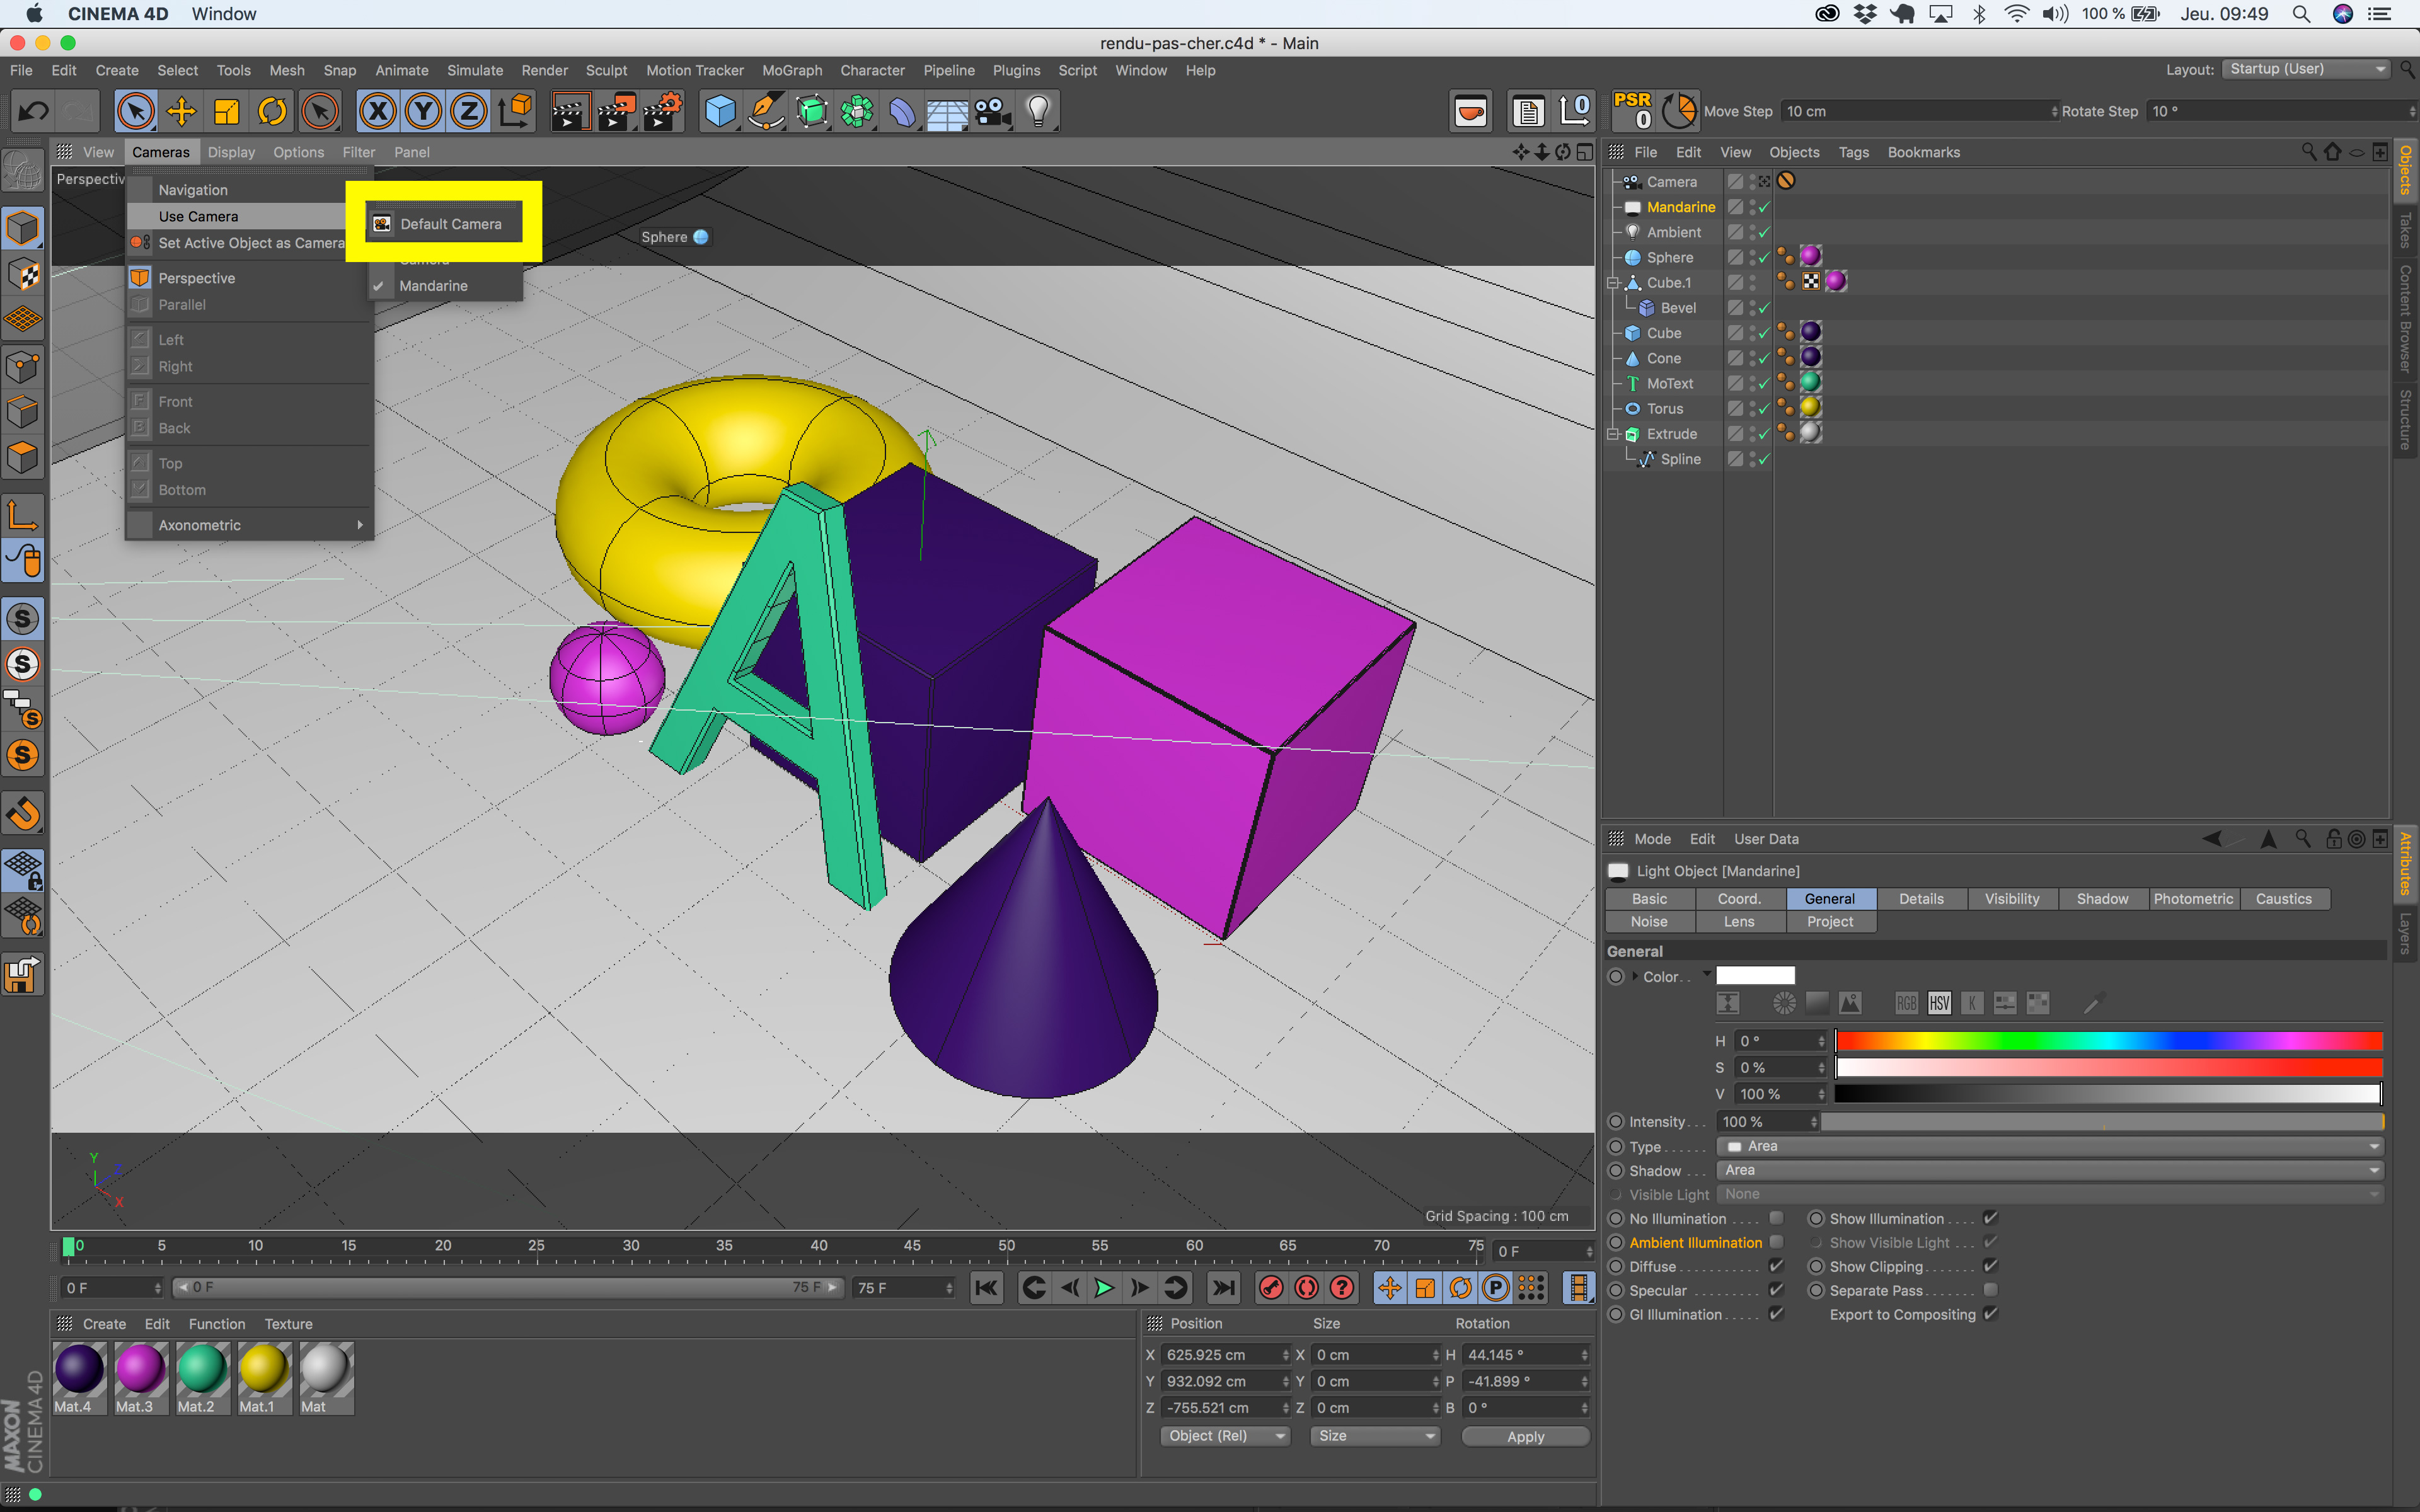 CINEMA 4D Window 100 % Jeu. 09:49
rendu-pas-cher.c4d * - Main
File Edit Create Select Tools Mesh Snap Animate Simulate Render Sculpt Motion Tracker MoGraph Character Pipeline Plugins Script Window Help Layout: Startup (User)
X Y Z PSR 0 0 Move Step 10 cm Rotate Step 10 °
View Cameras Display Options Filter Panel
File Edit View Objects Tags Bookmarks
Perspectiv
Navigation
Use Camera
Set Active Object as Camera
Perspective
Parallel
Left
Right
Front
Back
Top
Bottom
Axonometric
Default Camera
Camera
Mandarine
Sphere
Grid Spacing : 100 cm
Y
Z
X
Camera
Mandarine
Ambient
Sphere
Cube.1
Bevel
Cube
Cone
MoText
Torus
Extrude
Spline
Objects
Takes
Content Browser
Structure
Mode Edit User Data
Light Object [Mandarine]
Basic Coord. General Details Visibility Shadow Photometric Caustics
Noise Lens Project
General
Color . .
RGB HSV K
H 0 °
S 0 %
V 100 %
Intensity . . . 100 %
Type . . . . . . Area
Shadow . . . Area
Visible Light None
No Illumination . . . . Show Illumination . . . .
Ambient Illumination Show Visible Light . . .
Diffuse . . . . . . . . . . Show Clipping . . . . . . .
Specular . . . . . . . . . Separate Pass . . . . . . .
GI Illumination . . . . . Export to Compositing
Attributes
Layers
0 5 10 15 20 25 30 35 40 45 50 55 60 65 70 75 0 F
0 F 0 F 75 F 75 F
Create Edit Function Texture
Mat.4 Mat.3 Mat.2 Mat.1 Mat
Position Size Rotation
X 625.925 cm X 0 cm H 44.145 °
Y 932.092 cm Y 0 cm P -41.899 °
Z -755.521 cm Z 0 cm B 0 °
Object (Rel) Size Apply
MAXON
CINEMA 4D